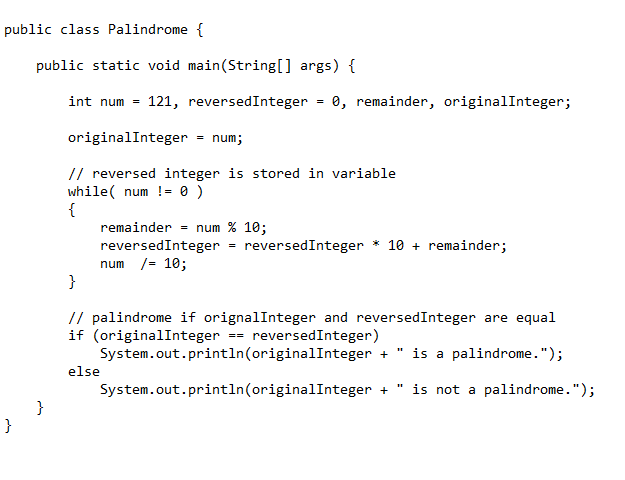 public class Palindrome {
public static void main(String[] args) {
int num = 121, reversedInteger = 0, remainder, originalInteger;
originalInteger = num;
// reversed integer is stored in variable
while( num != 0 )
{
remainder = num % 10;
reversedInteger = reversedInteger * 10 + remainder;
num  /= 10;
}
// palindrome if orignalInteger and reversedInteger are equal
if (originalInteger == reversedInteger)
System.out.println(originalInteger + " is a palindrome.");
else
System.out.println(originalInteger + " is not a palindrome.");
}
}